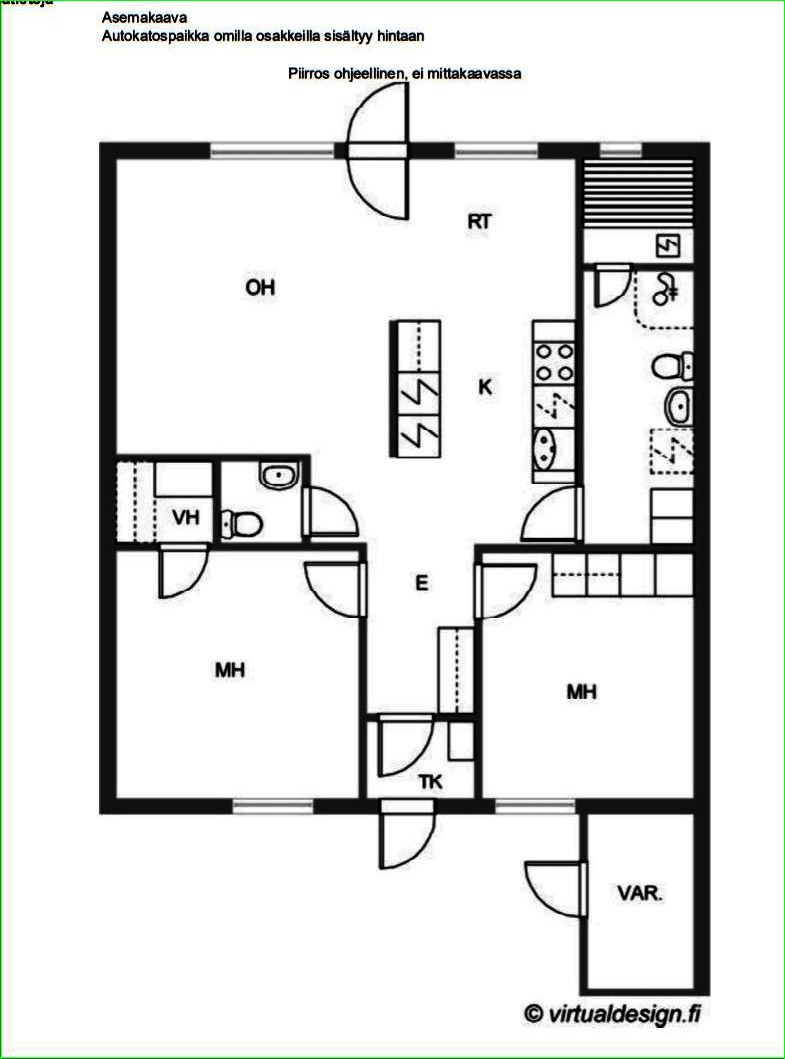 Asemakaava
Autokatospaikka omilla osakkeilla sisältyy hintaan
Piirros ohjeellinen, ei mittakaavassa
RT
OH
K
VH
E
MH
MH
TK
VAR.
© virtualdesign.fi